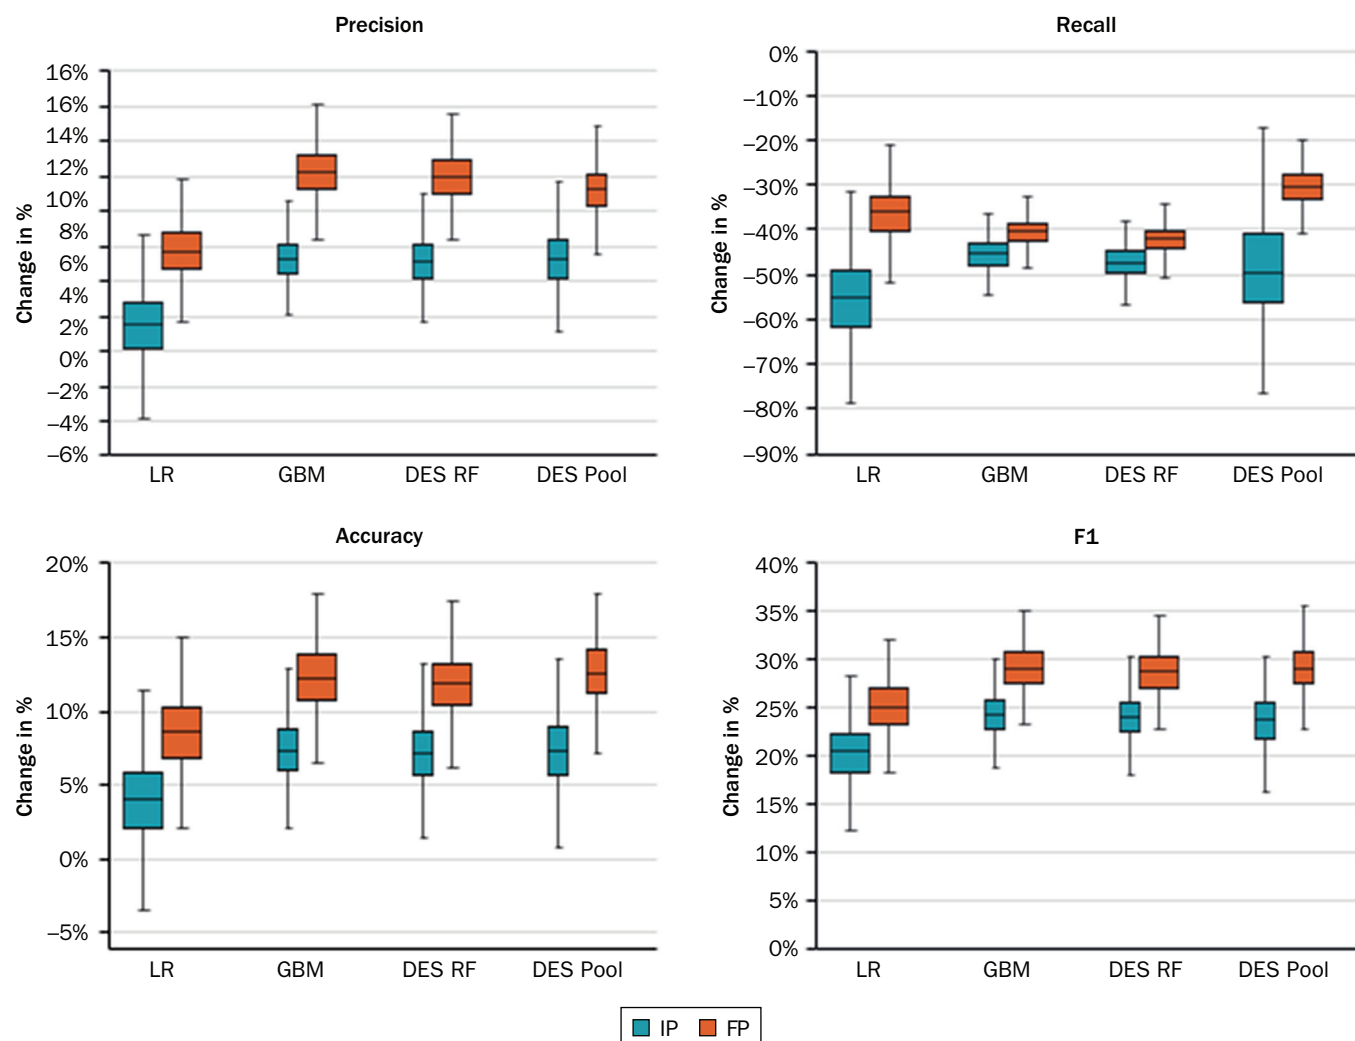 Precision
Change in %
16%
16%
14%
12%
10%
8%
6%
4%
2%
0%
–2%
–4%
–6%
LR GBM DES RF DES Pool
Recall
Change in %
0%
–10%
–20%
–30%
–40%
–50%
–60%
–70%
–80%
–90%
LR GBM DES RF DES Pool
Accuracy
Change in %
20%
15%
10%
5%
0%
–5%
LR GBM DES RF DES Pool
F1
Change in %
40%
35%
30%
25%
20%
15%
10%
5%
0%
LR GBM DES RF DES Pool
IP FP